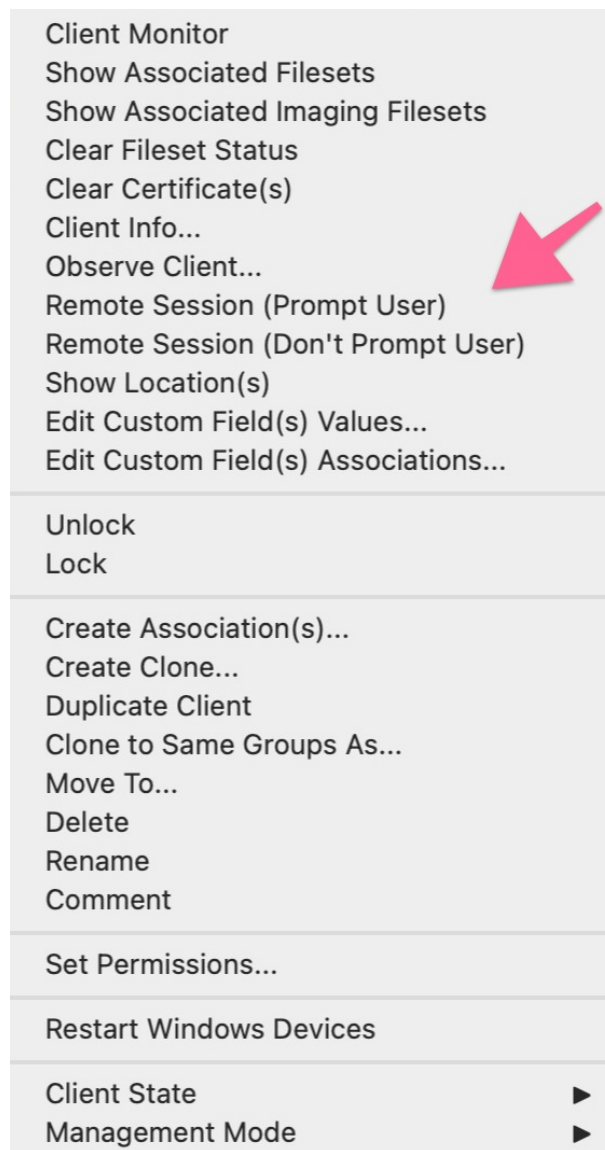 Client Monitor
Show Associated Filesets
Show Associated Imaging Filesets
Clear Fileset Status
Clear Certificate(s)
Client Info...
Observe Client...
Remote Session (Prompt User)
Remote Session (Don't Prompt User)
Show Location(s)
Edit Custom Field(s) Values...
Edit Custom Field(s) Associations...
Unlock
Lock
Create Association(s)...
Create Clone...
Duplicate Client
Clone to Same Groups As...
Move To...
Delete
Rename
Comment
Set Permissions...
Restart Windows Devices
Client State
Management Mode